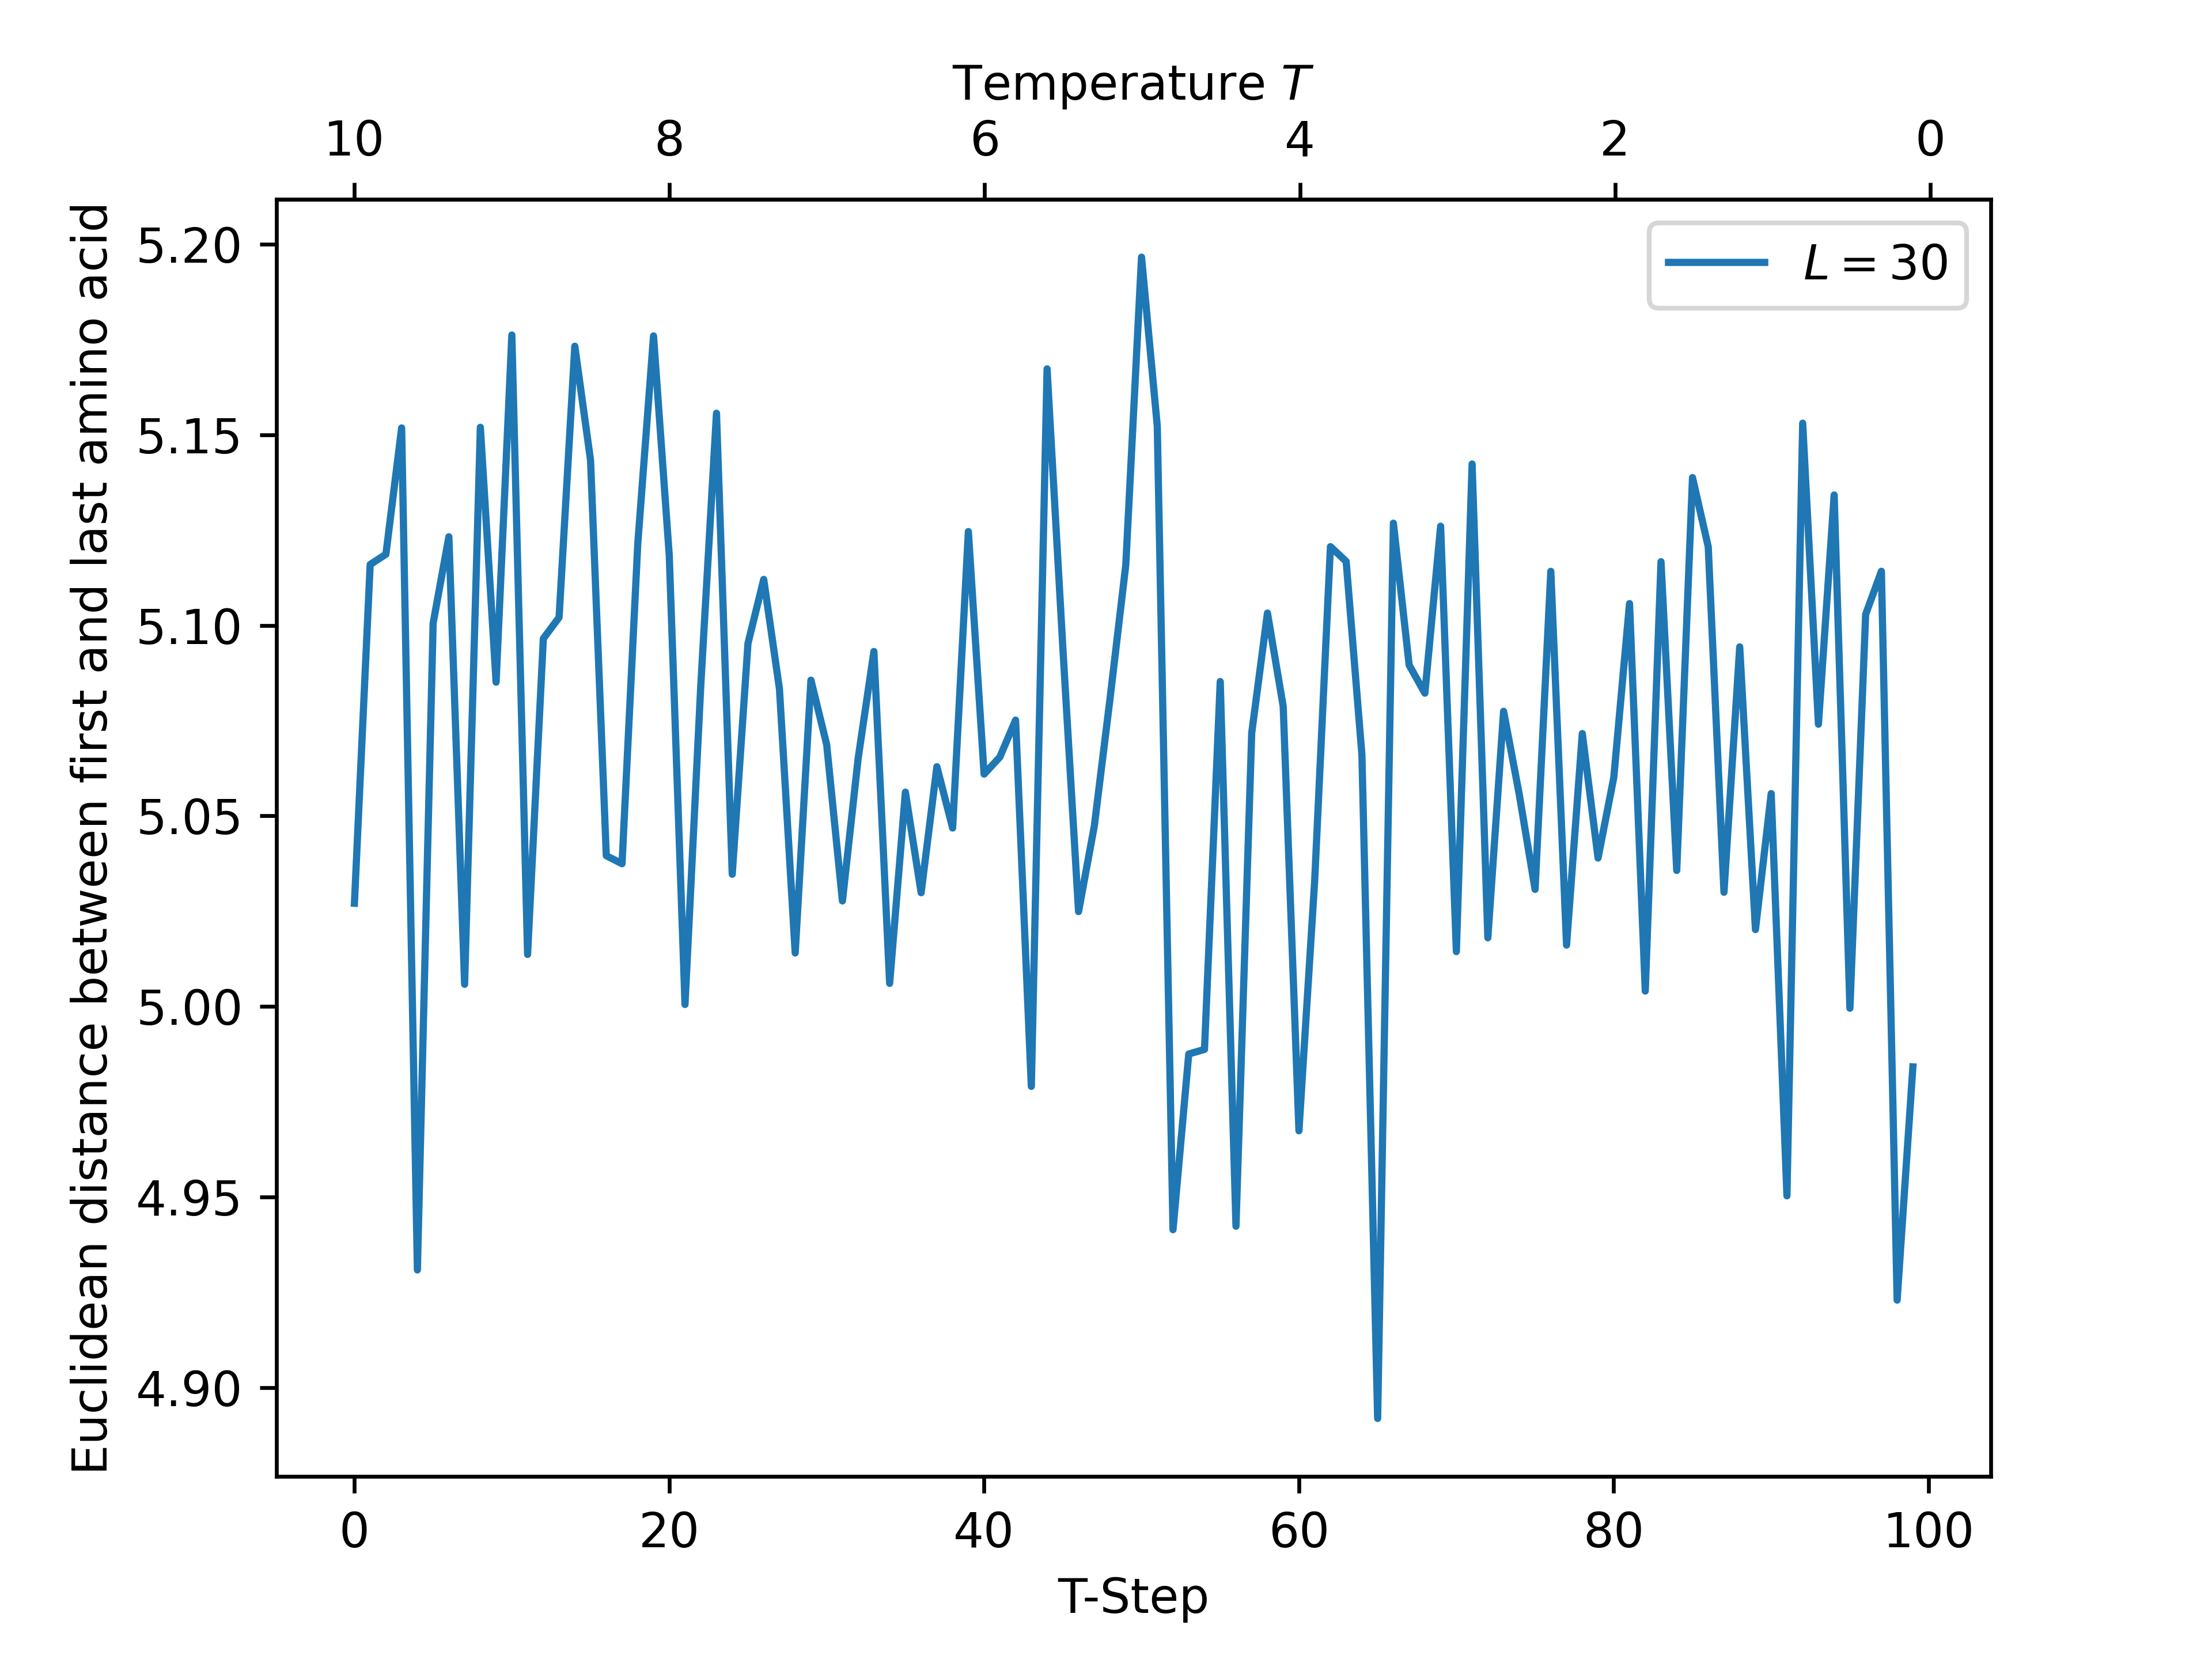 Temperature T
10 8 6 4 2 0
L = 30
Euclidean distance between first and last amino acid
5.20
5.15
5.10
5.05
5.00
4.95
4.90
0 20 40 60 80 100
T-Step